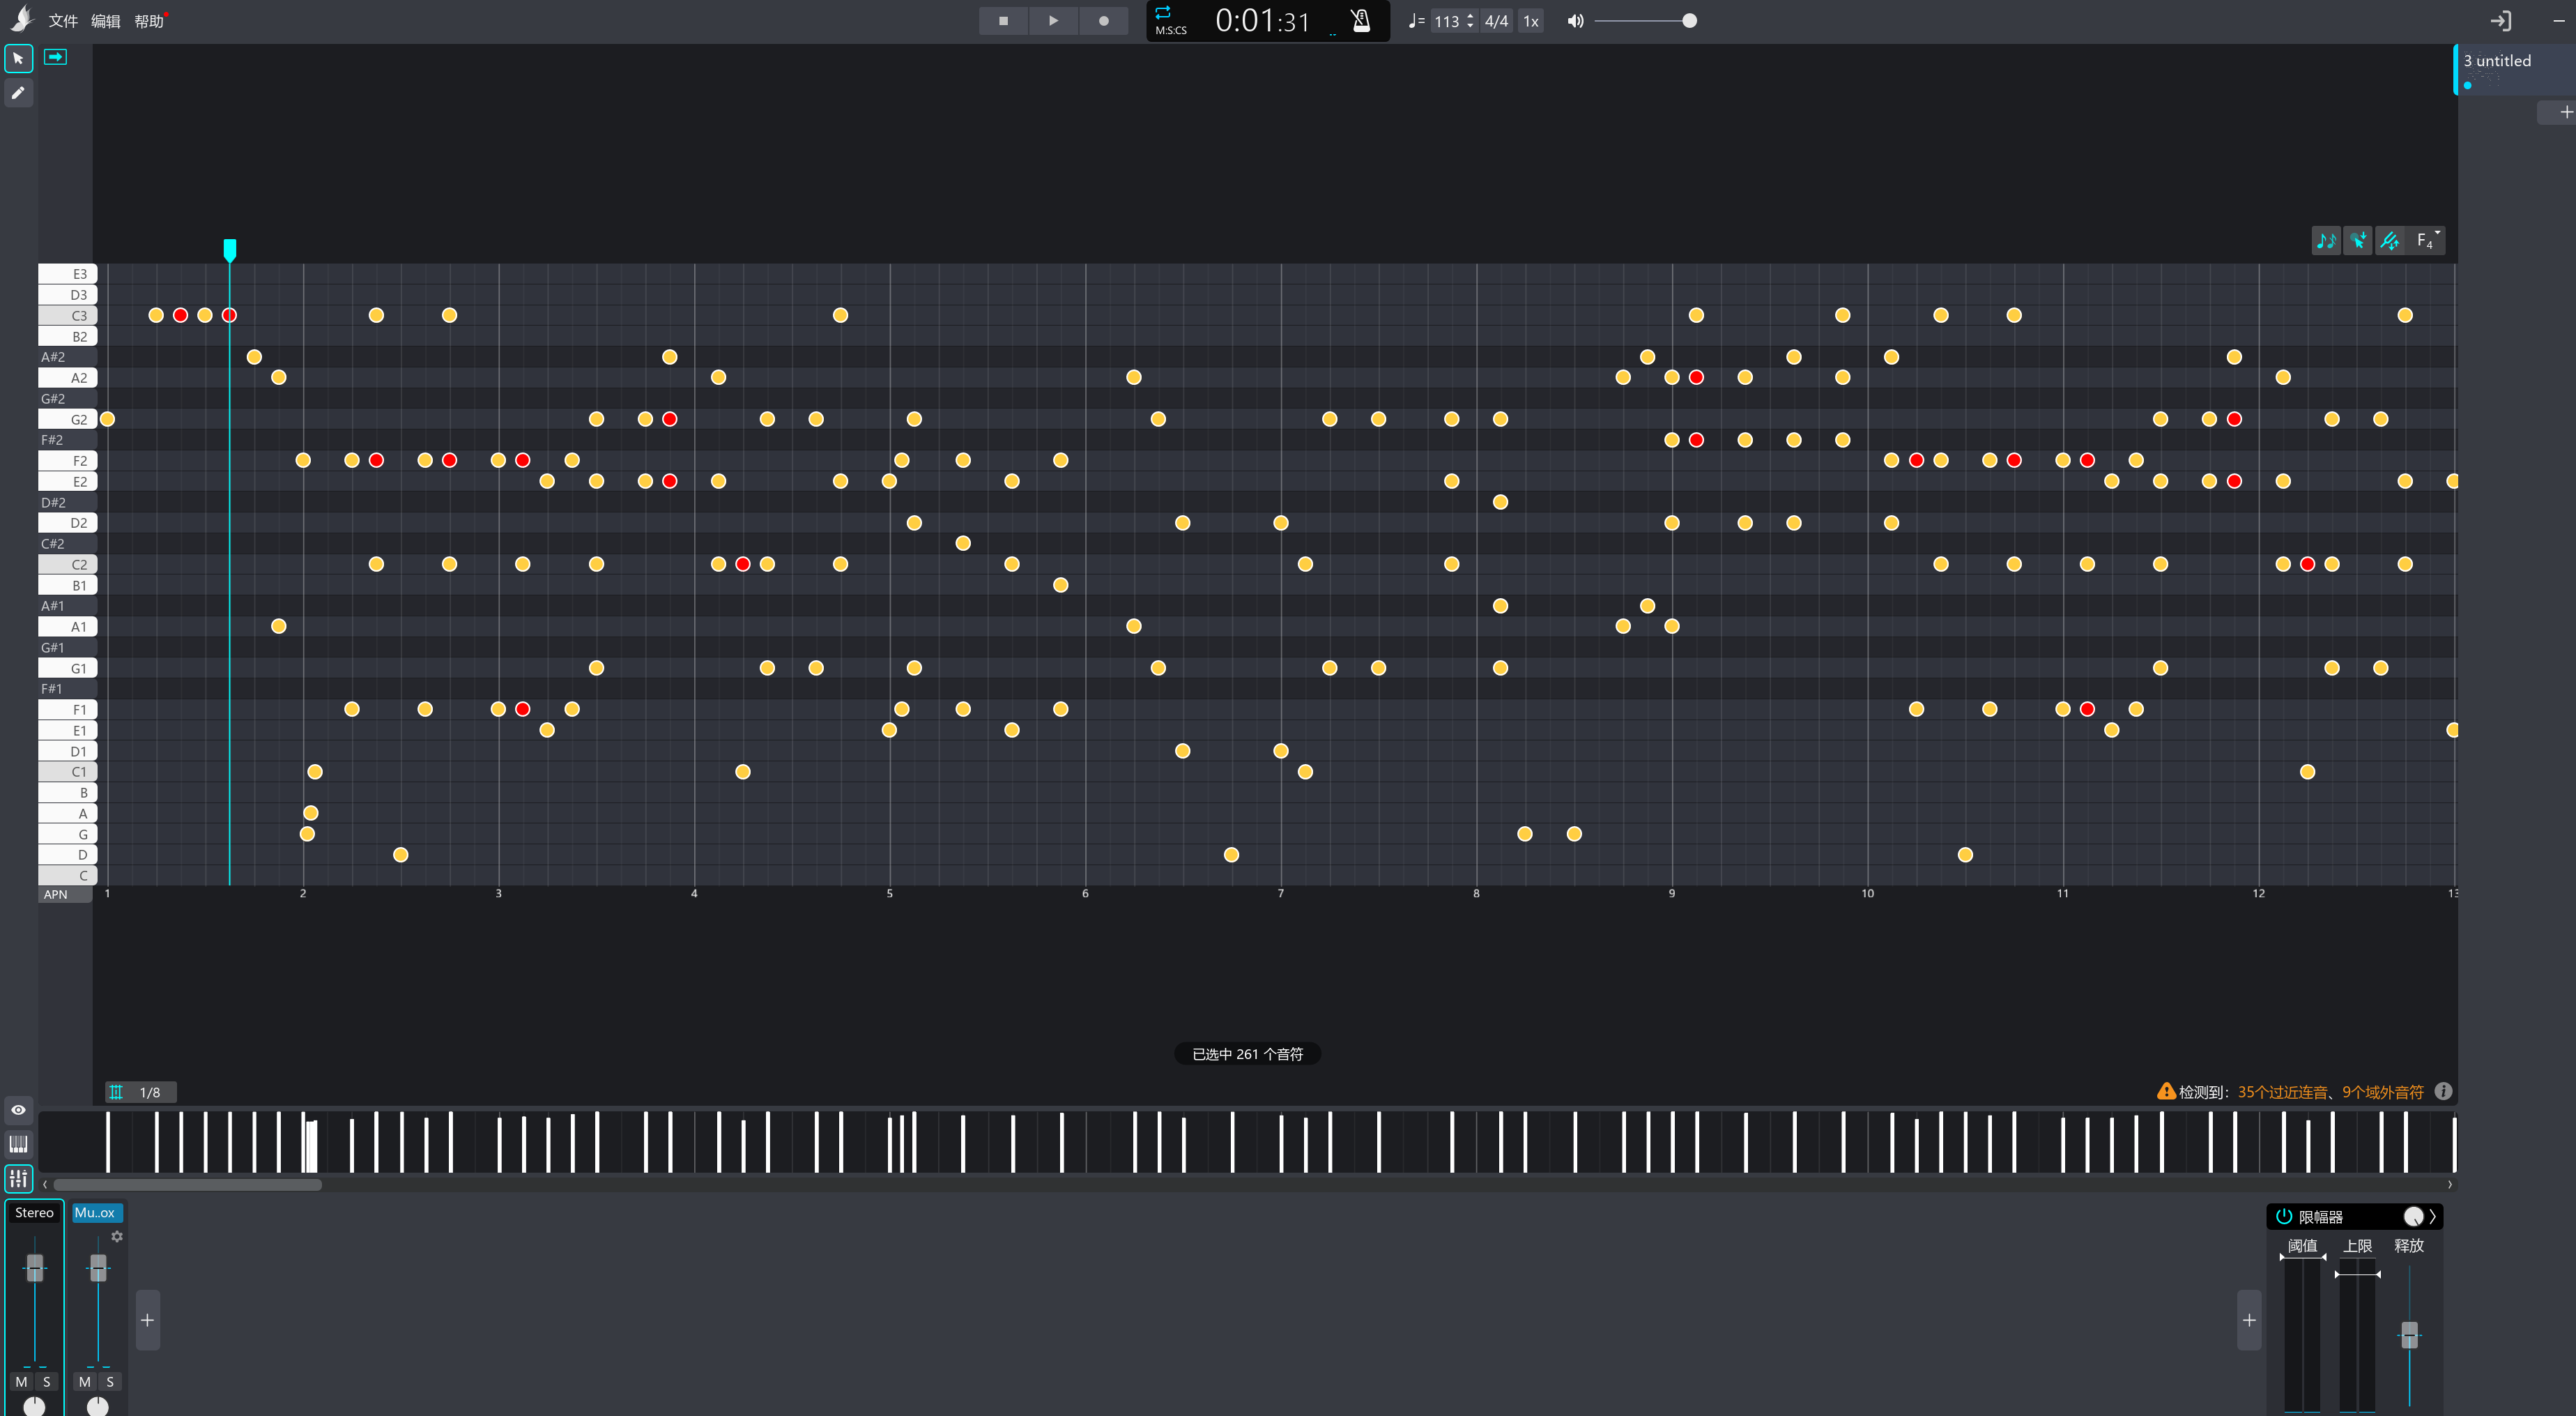 文件 编辑 帮助
M:S:CS 0:01:31 ♩= 113 4/4 1x
3 untitled
F4
E3
D3
C3
B2
A#2
A2
G#2
G2
F#2
F2
E2
D#2
D2
C#2
C2
B1
A#1
A1
G#1
G1
F#1
F1
E1
D1
C1
B
A
G
D
C
APN 1 2 3 4 5 6 7 8 9 10 11 12 13
已选中 261 个音符
1/8
检测到：35个过近连音、9个域外音符
Stereo Mu..ox
限幅器
阈值 上限 释放
M S M S